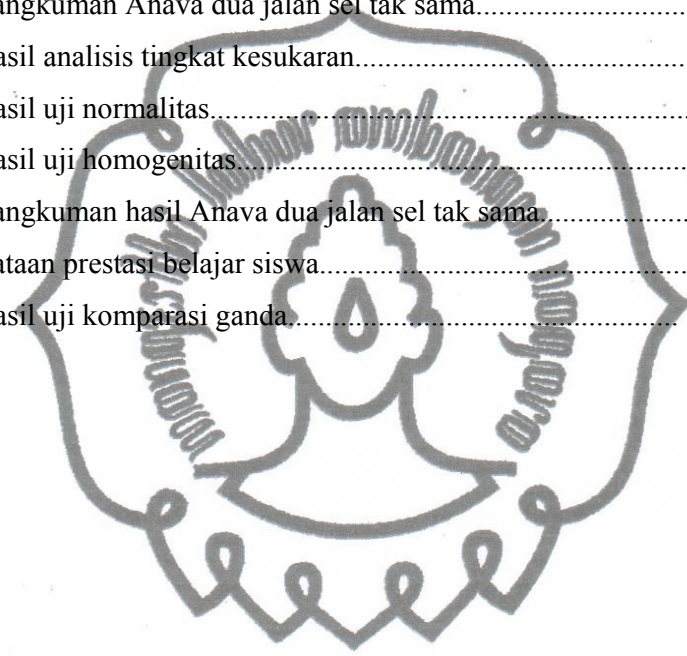 angkuman Anava dua jalan sel tak sama
asil analisis tingkat kesukaran
asil uji normalitas
asil uji homogenitas
angkuman hasil Anava dua jalan sel tak sama
ataan prestasi belajar siswa
asil uji komparasi ganda